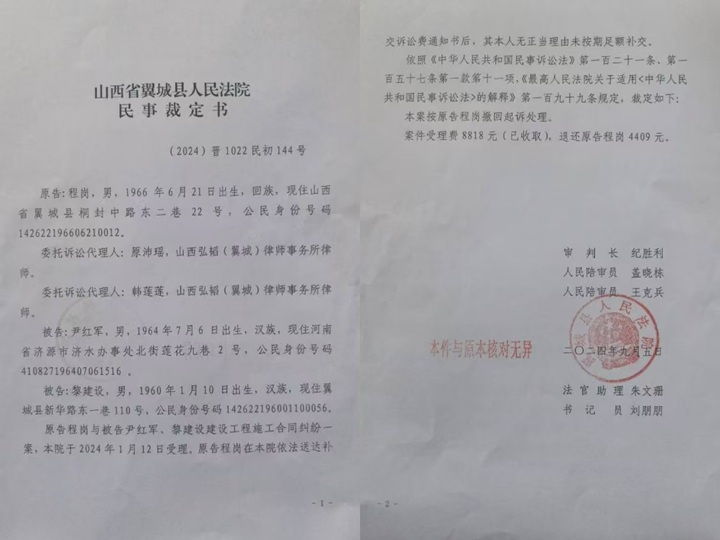 山西省翼城县人民法院
民事裁定书
（2024）晋1022民初144号
原告:程岗，男，1966年6月21日出生，回族，现住山西
省翼城县桐封中路东二巷22号，公民身份号码
142622196606210012。
委托诉讼代理人：原沛瑶，山西弘韬（翼城）律师事务所律
师。
委托诉讼代理人：韩莲莲，山西弘韬（翼城）律师事务所律
师。
被告:尹红军，男，1964年7月6日出生，汉族，现住河南
省济源市济水办事处北街莲花九巷2号，公民身份号码
410827196407061516。
被告:黎建设，男，1960年1月10日出生，汉族，现住翼
城县新华路东一巷110号，公民身份号码142622196001100056。
原告程岗与被告尹红军、黎建设建设工程施工合同纠纷一
案，本院于2024年1月12日受理。原告程岗在本院依法送达补
- 1 -
交诉讼费通知书后，其本人无正当理由未按期足额补交。
依照《中华人民共和国民事诉讼法》第一百二十一条、第一
百五十七条第一款第十一项，《最高人民法院关于适用<中华人民
共和国民事诉讼法>的解释》第一百九十九条规定，裁定如下：
本案按原告程岗撤回起诉处理。
案件受理费8818元（已收取），退还原告程岗4409元。
审判长 纪胜利
人民陪审员 盖晓栋
人民陪审员 王克兵
本件与原本核对无异
二〇二四年九月五日
法官助理 朱文珊
书记员 刘朋朋
- 2 -